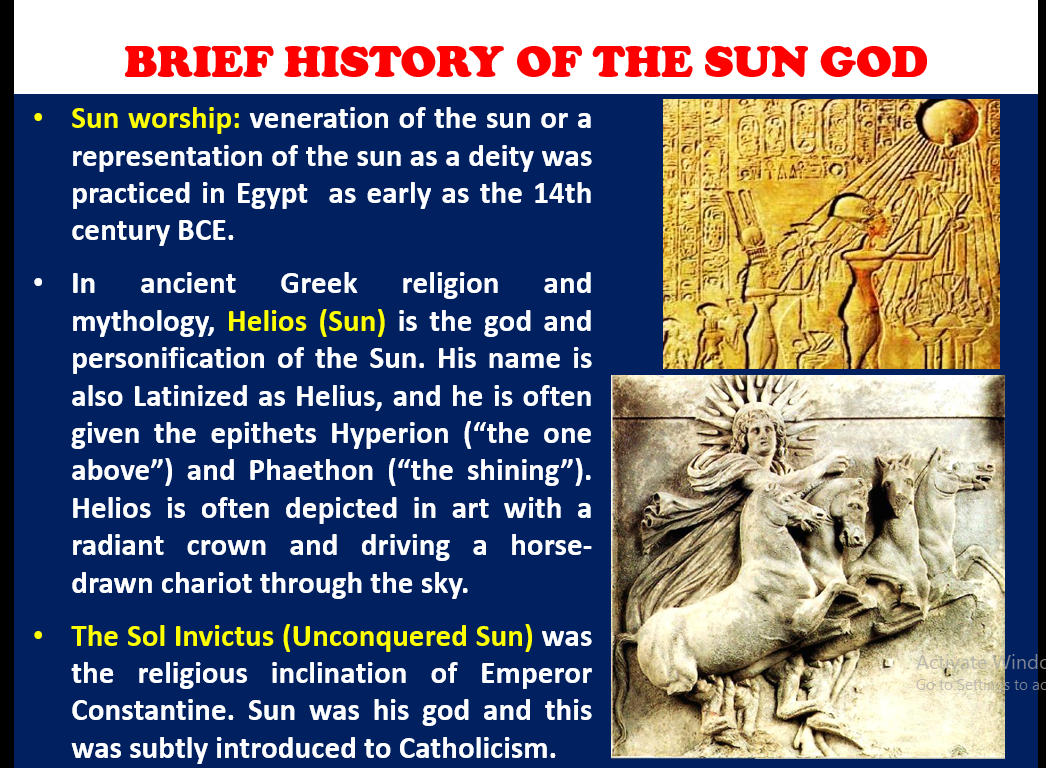 BRIEF HISTORY OF THE SUN GOD
• Sun worship: veneration of the sun or a
representation of the sun as a deity was
practiced in Egypt as early as the 14th
century BCE.
• In ancient Greek religion and
mythology, Helios (Sun) is the god and
personification of the Sun. His name is
also Latinized as Helius, and he is often
given the epithets Hyperion (“the one
above”) and Phaethon (“the shining”).
Helios is often depicted in art with a
radiant crown and driving a horse-
drawn chariot through the sky.
• The Sol Invictus (Unconquered Sun) was
the religious inclination of Emperor
Constantine. Sun was his god and this
was subtly introduced to Catholicism.
Activate Windo
Go to Settings to ac